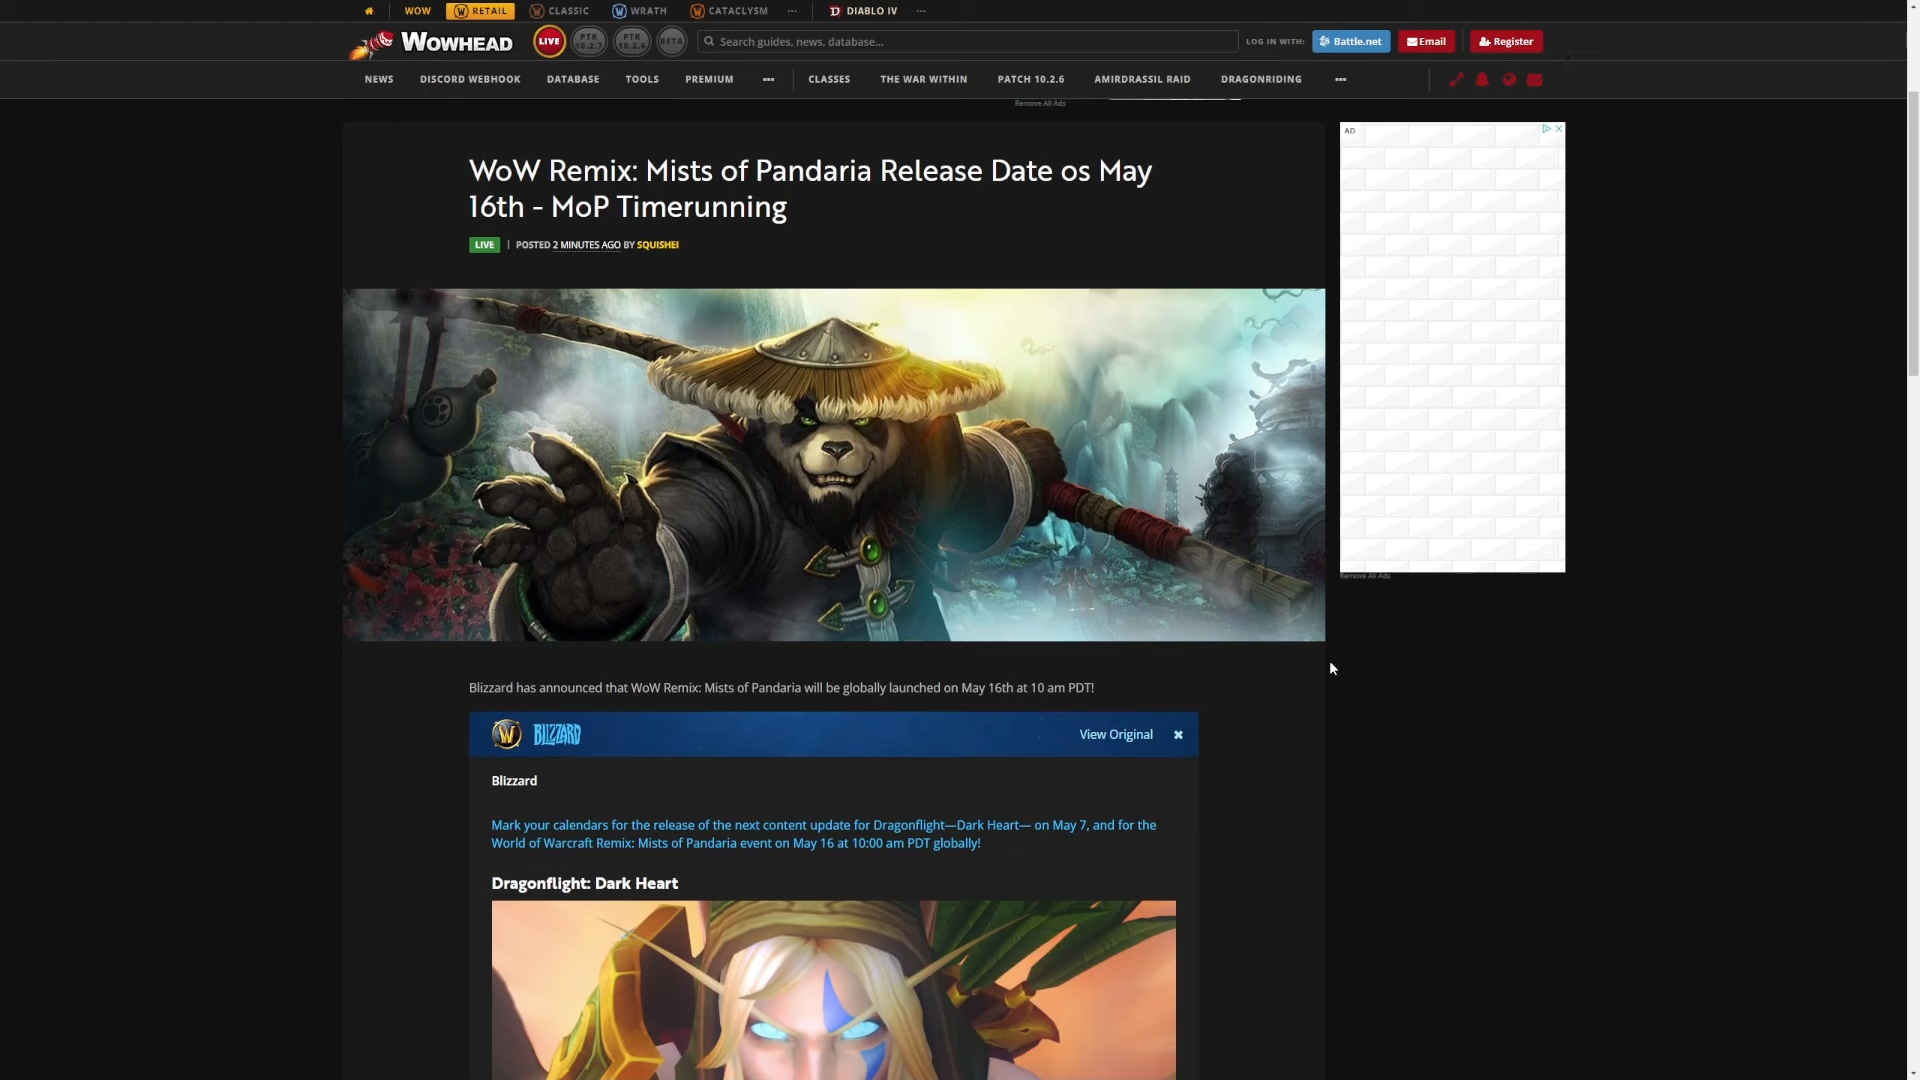 WOW
RETAIL
CLASSIC
WRATH
CATACLYSM
...
DIABLO IV
...
WOWHEAD
LIVE
PTR 10.2.7
PTR 10.2.6
BETA
Search guides, news, database...
LOG IN WITH:
Battle.net
Email
Register
NEWS
DISCORD WEBHOOK
DATABASE
TOOLS
PREMIUM
...
CLASSES
THE WAR WITHIN
PATCH 10.2.6
AMIRDRASSIL RAID
DRAGONRIDING
...
Remove All Ads
AD
WoW Remix: Mists of Pandaria Release Date os May
16th - MoP Timerunning
LIVE | POSTED 2 MINUTES AGO BY SQUISHEI
Remove All Ads
Blizzard has announced that WoW Remix: Mists of Pandaria will be globally launched on May 16th at 10 am PDT!
W BLIZZARD
View Original
Blizzard
Mark your calendars for the release of the next content update for Dragonflight—Dark Heart— on May 7, and for the
World of Warcraft Remix: Mists of Pandaria event on May 16 at 10:00 am PDT globally!
Dragonflight: Dark Heart